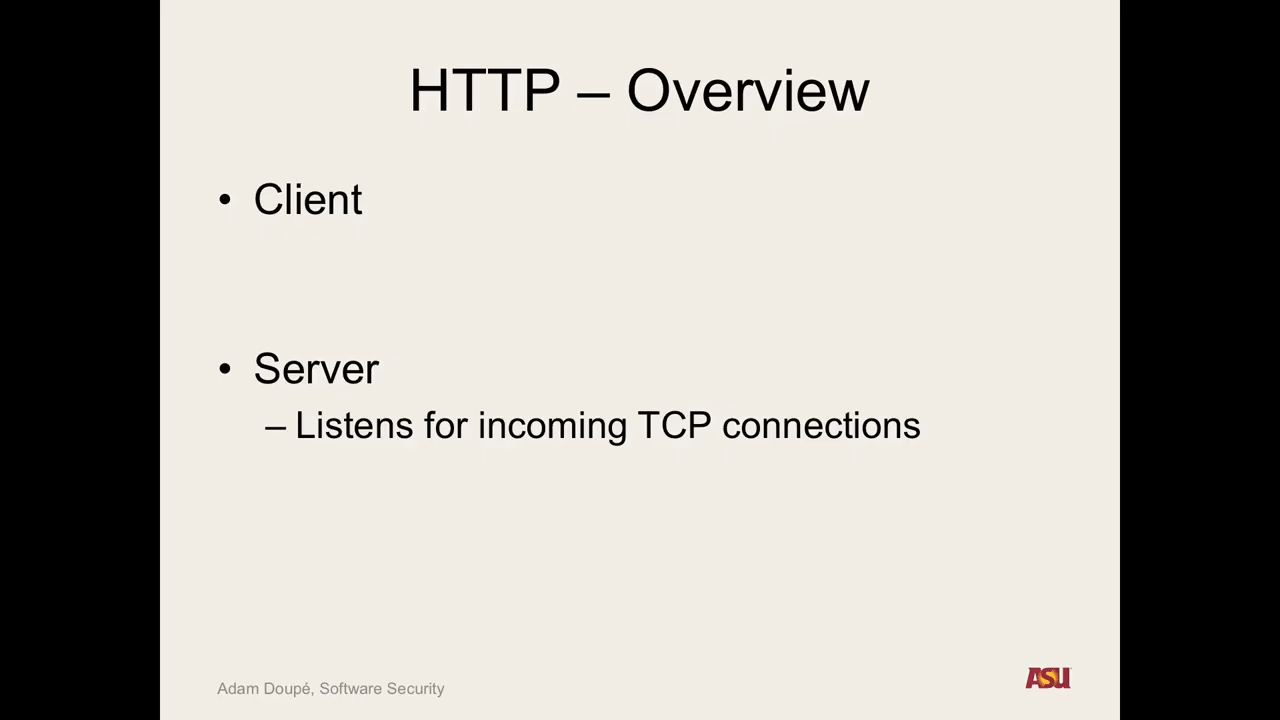 HTTP – Overview
• Client
• Server
– Listens for incoming TCP connections
Adam Doupé, Software Security
ASU